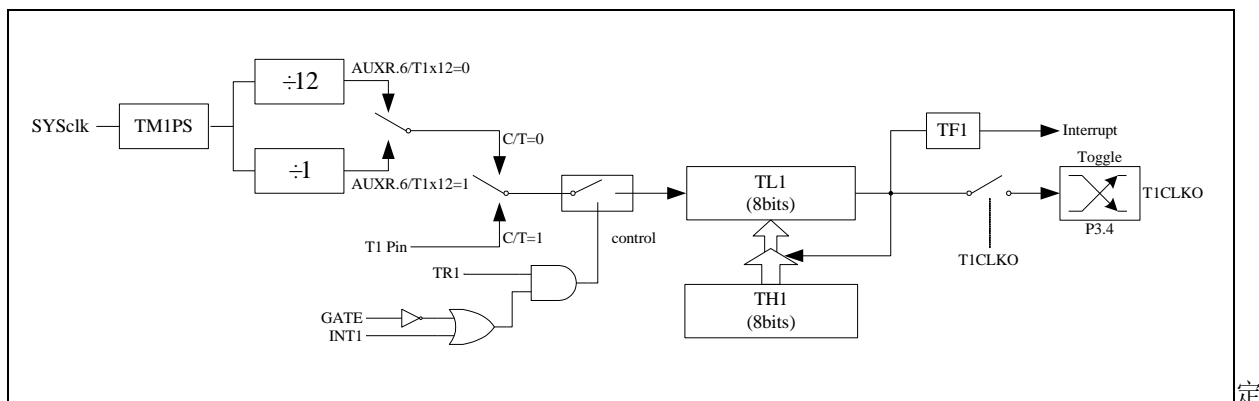 ÷12
AUXR.6/T1x12=0
SYSclk
TM1PS
÷1
AUXR.6/T1x12=1
C/T=0
C/T=1
T1 Pin
control
TR1
GATE
INT1
TL1
(8bits)
TH1
(8bits)
TF1
Interrupt
Toggle
T1CLKO
P3.4
T1CLKO
定